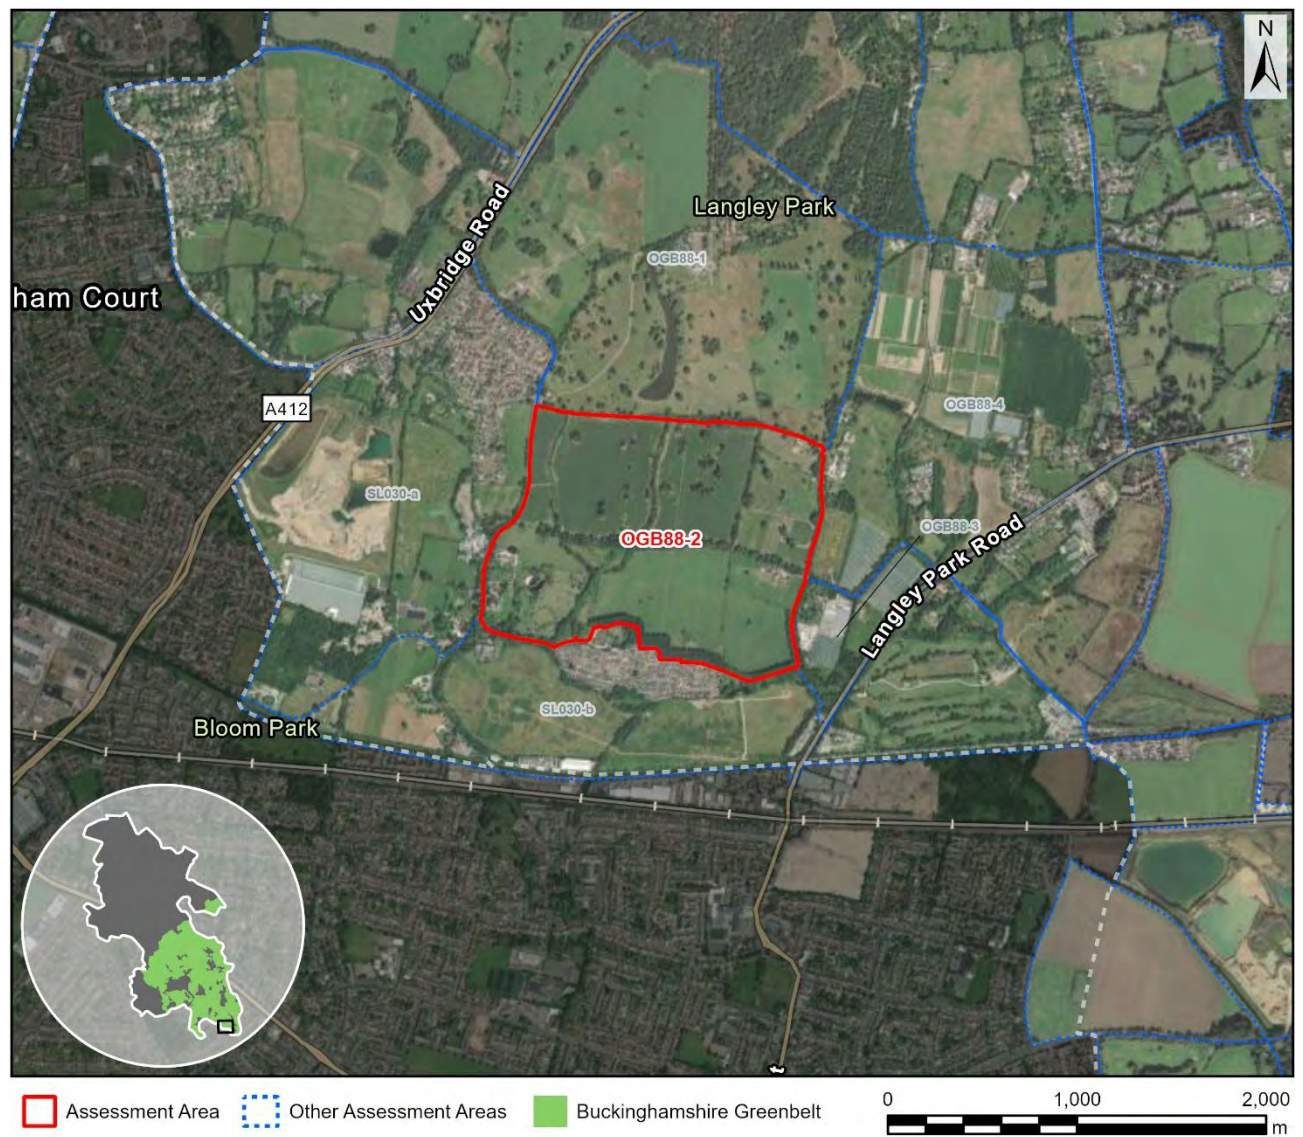 N
Langley Park
Uxbridge Road
OGB88-1
ham Court
A412
OGB88-4
SL030-a
OGB88-3
OGB88-2
Langley Park Road
SL030-b
Bloom Park
t
Assessment Area
Other Assessment Areas
Buckinghamshire Greenbelt
0 1,000 2,000
m